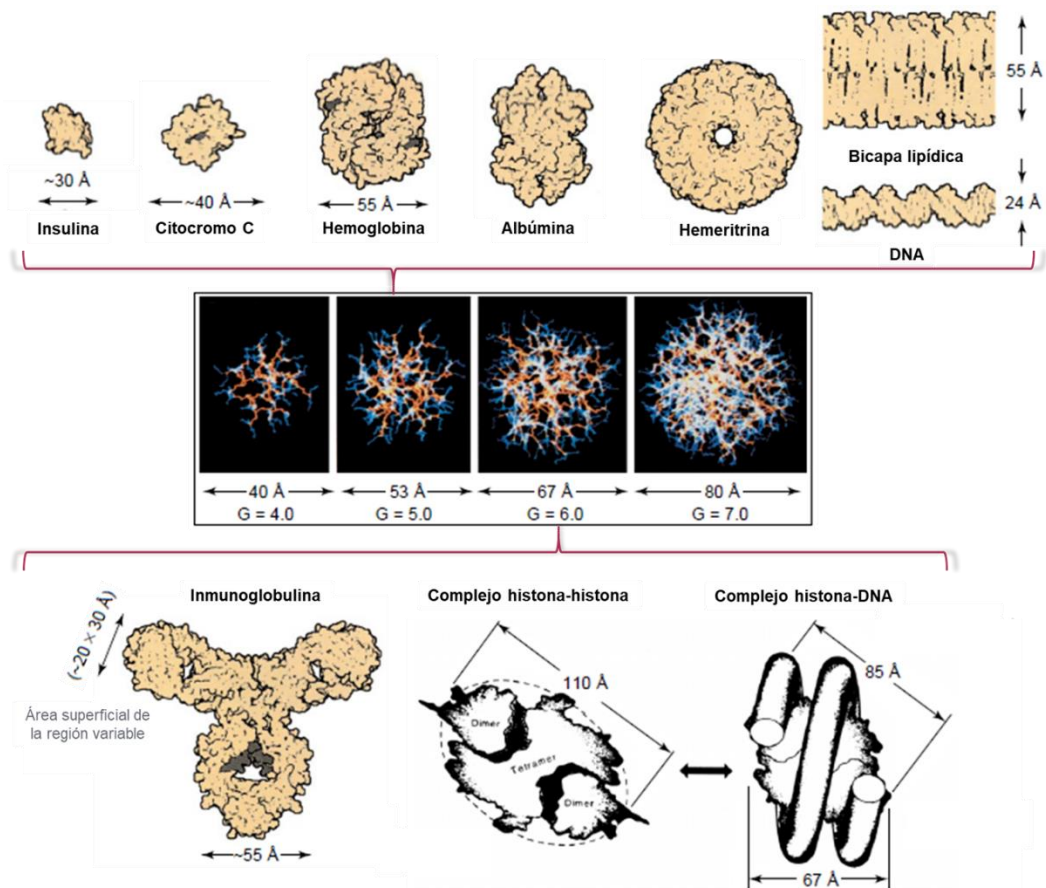 55 Å
Bicapa lipídica
~30 Å
~40 Å
55 Å
24 Å
Insulina
Citocromo C
Hemoglobina
Albúmina
Hemeritrina
DNA
40 Å
53 Å
67 Å
80 Å
G = 4.0
G = 5.0
G = 6.0
G = 7.0
Inmunoglobulina
Complejo histona-histona
Complejo histona-DNA
(~20 × 30 Å)
Área superficial de
la región variable
~55 Å
110 Å
Dimer
Tetramer
Dimer
85 Å
67 Å